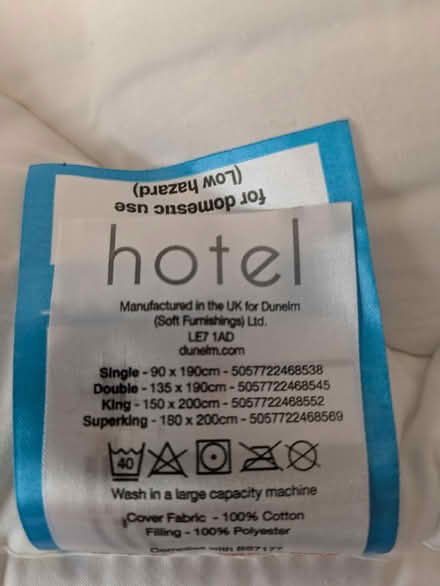 for domestic use
(Low hazard)
hotel
Manufactured in the UK for Dunelm
(Soft Furnishings) Ltd.
LE7 1AD
dunelm.com
Single - 90 x 190cm - 5057722468538
Double - 135 x 190cm - 5057722468545
King - 150 x 200cm - 5057722468552
Superking - 180 x 200cm - 5057722468569
40
Wash in a large capacity machine
Cover Fabric - 100% Cotton
Filling - 100% Polyester
with BS7177